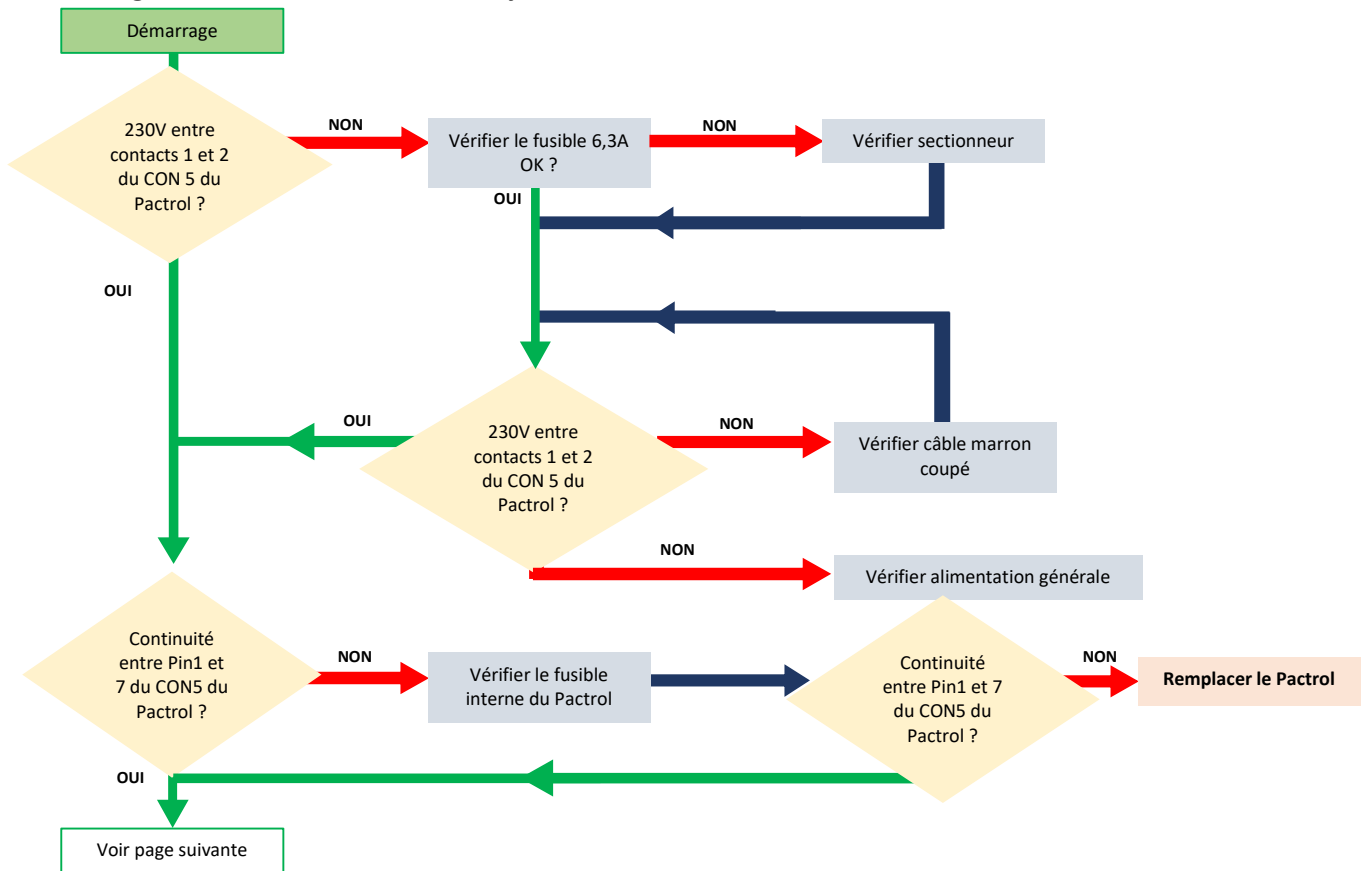 Démarrage
230V entre
contacts 1 et 2
du CON 5 du
Pactrol ?
NON
Vérifier le fusible 6,3A
OK ?
NON
Vérifier sectionneur
OUI
OUI
230V entre
contacts 1 et 2
du CON 5 du
Pactrol ?
OUI
NON
Vérifier câble marron
coupé
NON
Vérifier alimentation générale
Continuité
entre Pin1 et
7 du CON5 du
Pactrol ?
NON
Vérifier le fusible
interne du Pactrol
Continuité
entre Pin1 et 7
du CON5 du
Pactrol ?
NON
Remplacer le Pactrol
OUI
Voir page suivante